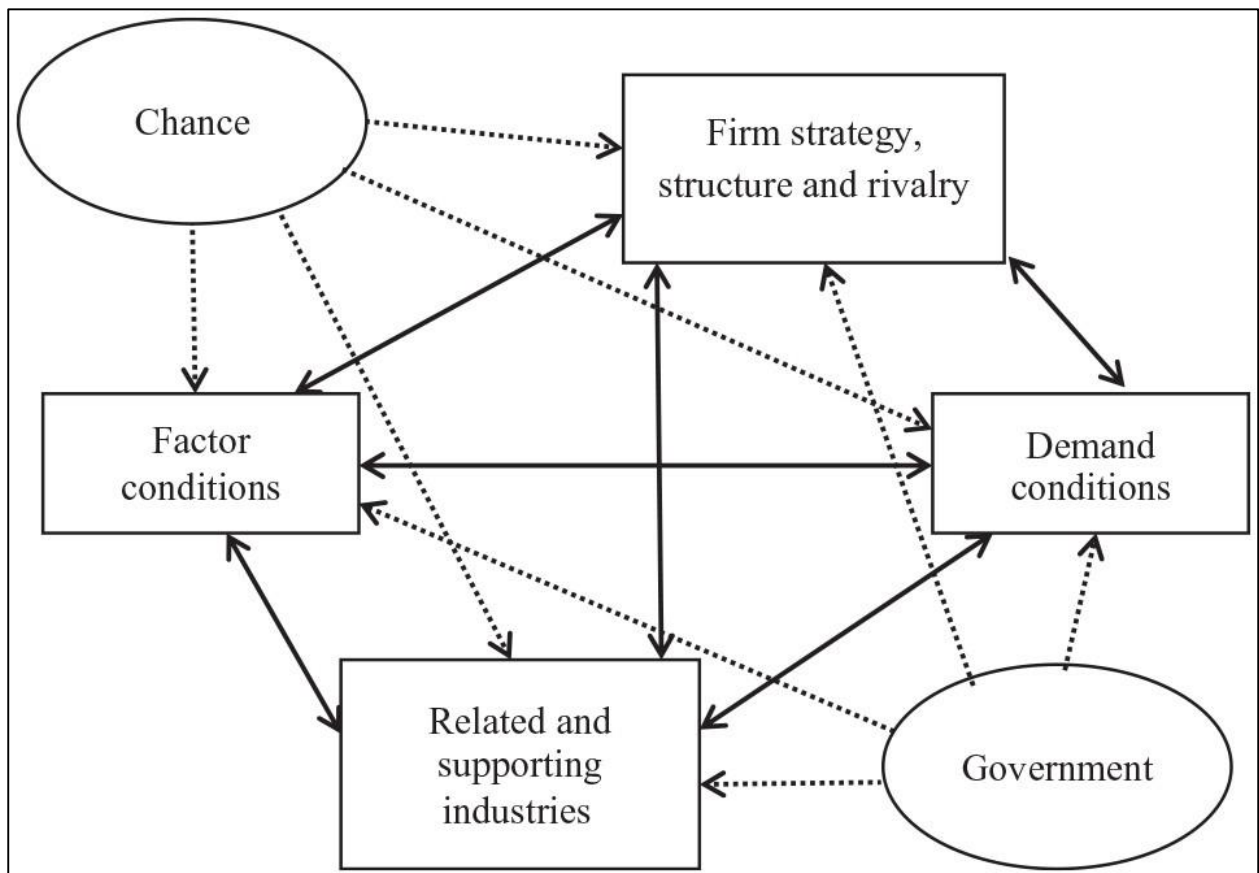 Chance
Firm strategy,
structure and rivalry
Factor
conditions
Demand
conditions
Related and
supporting
industries
Government